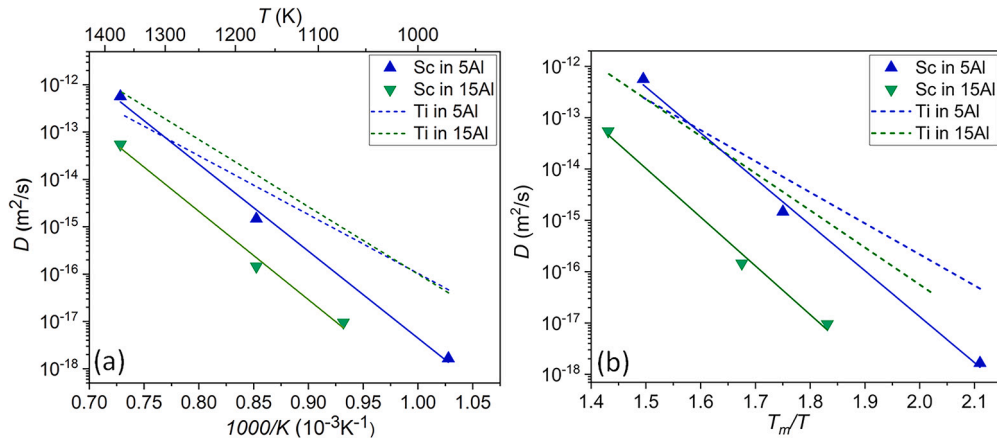 T (K)
1400 1300 1200 1100 1000
Sc in 5Al
Sc in 15Al
Ti in 5Al
Ti in 15Al
10⁻¹²
10⁻¹³
10⁻¹⁴
10⁻¹⁵
10⁻¹⁶
10⁻¹⁷
10⁻¹⁸
D (m²/s)
(a)
0.70 0.75 0.80 0.85 0.90 0.95 1.00 1.05
1000/K (10⁻³K⁻¹)
Sc in 5Al
Sc in 15Al
Ti in 5Al
Ti in 15Al
10⁻¹²
10⁻¹³
10⁻¹⁴
10⁻¹⁵
10⁻¹⁶
10⁻¹⁷
10⁻¹⁸
D (m²/s)
(b)
1.4 1.5 1.6 1.7 1.8 1.9 2.0 2.1
Tₘ/T